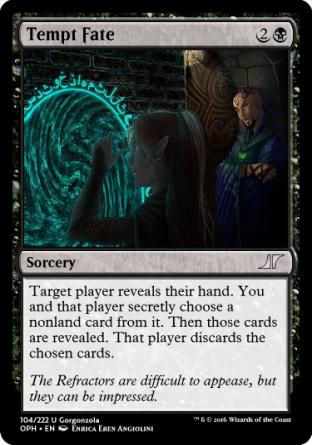 Tempt Fate 2
Sorcery
Target player reveals their hand. You
and that player secretly choose a
nonland card from it. Then those cards
are revealed. That player discards the
chosen cards.
The Refractors are difficult to appease, but
they can be impressed.
104/222 U Gorgonzola
OPH • EN Enrica Eren Angiolini
™ & © 2016 Wizards of the Coast